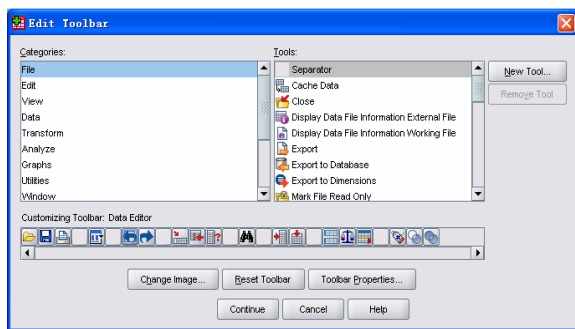 Edit Toolbar
Categories:
File
Edit
View
Data
Transform
Analyze
Graphs
Utilities
Window
Tools:
Separator
Cache Data
Close
Display Data File Information External File
Display Data File Information Working File
Export
Export to Database
Export to Dimensions
Mark File Read Only
New Tool...
Remove Tool
Customizing Toolbar: Data Editor
Change Image...
Reset Toolbar
Toolbar Properties...
Continue
Cancel
Help